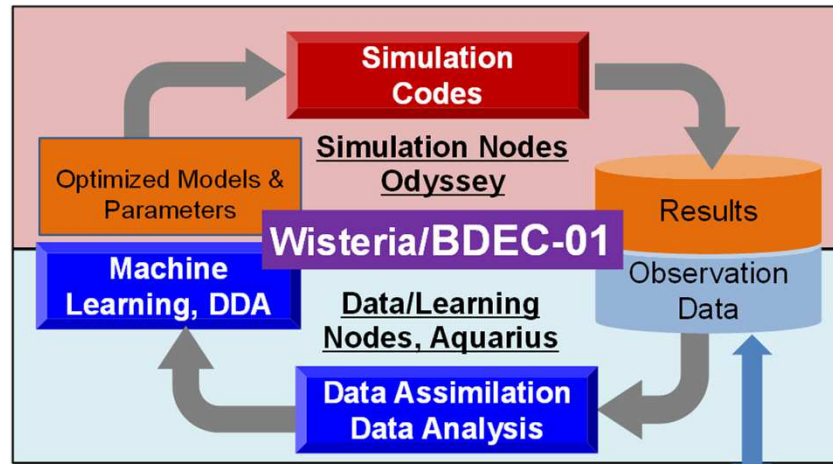 Simulation
Codes
Simulation Nodes
Odyssey
Optimized Models &
Parameters
Results
Wisteria/BDEC-01
Machine
Learning, DDA
Observation
Data
Data/Learning
Nodes, Aquarius
Data Assimilation
Data Analysis